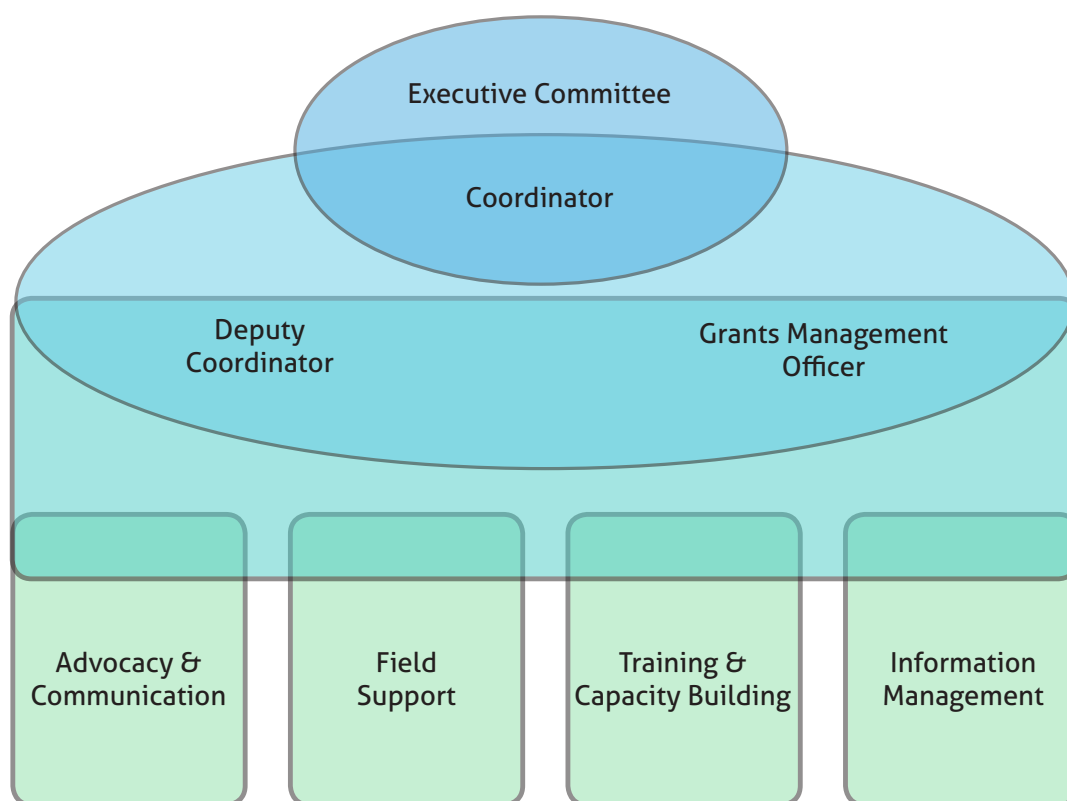 Executive Committee
Coordinator
Deputy
Coordinator
Grants Management
Officer
Advocacy &
Communication
Field
Support
Training &
Capacity Building
Information
Management